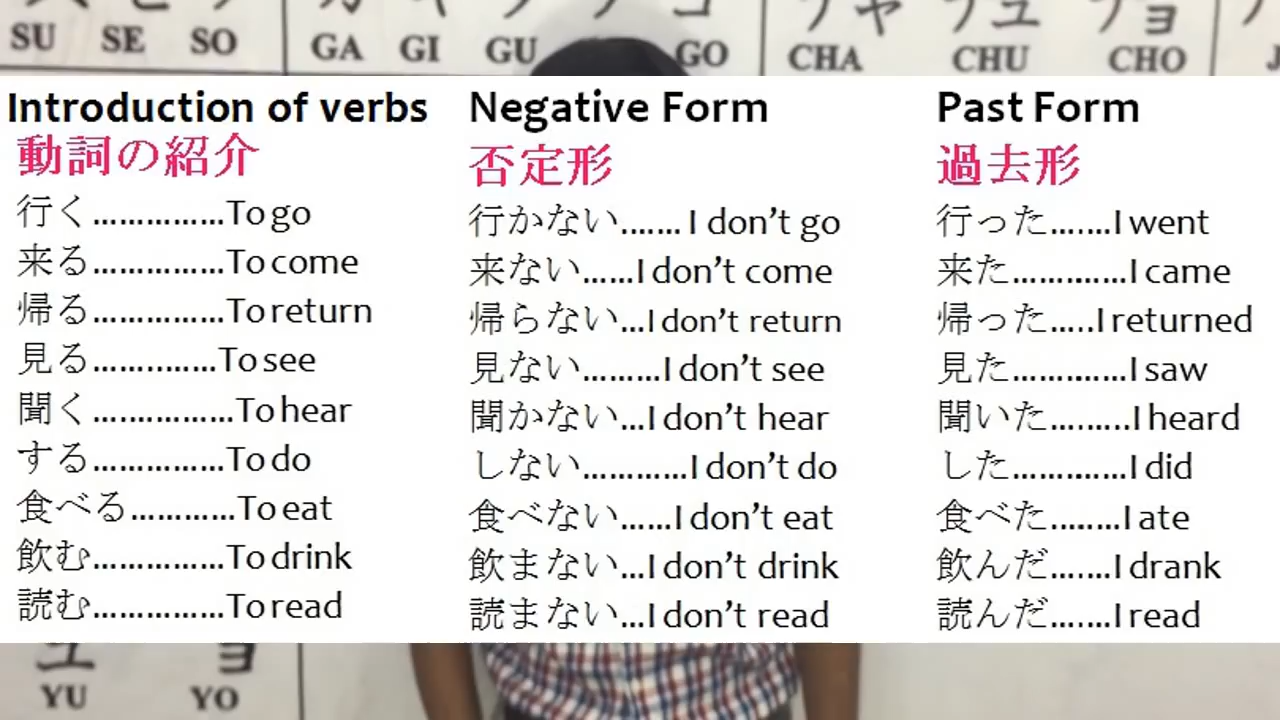 SU SE SO GA GI GU GO CHA CHU CHO
Introduction of verbs
動詞の紹介
行く...............To go
来る...............To come
帰る...............To return
見る..............To see
聞く................To hear
する...............To do
食べる............To eat
飲む...............To drink
読む...............To read
Negative Form
否定形
行かない....... I don't go
来ない......I don't come
帰らない...I don't return
見ない.........I don't see
聞かない...I don't hear
しない............I don't do
食べない......I don't eat
飲まない...I don't drink
読まない...I don't read
Past Form
過去形
行った.......I went
来た.............I came
帰った.....I returned
見た.............I saw
聞いた.........I heard
した.............I did
食べた........I ate
飲んだ.......I drank
読んだ.......I read
ユ ヨ
YU YO